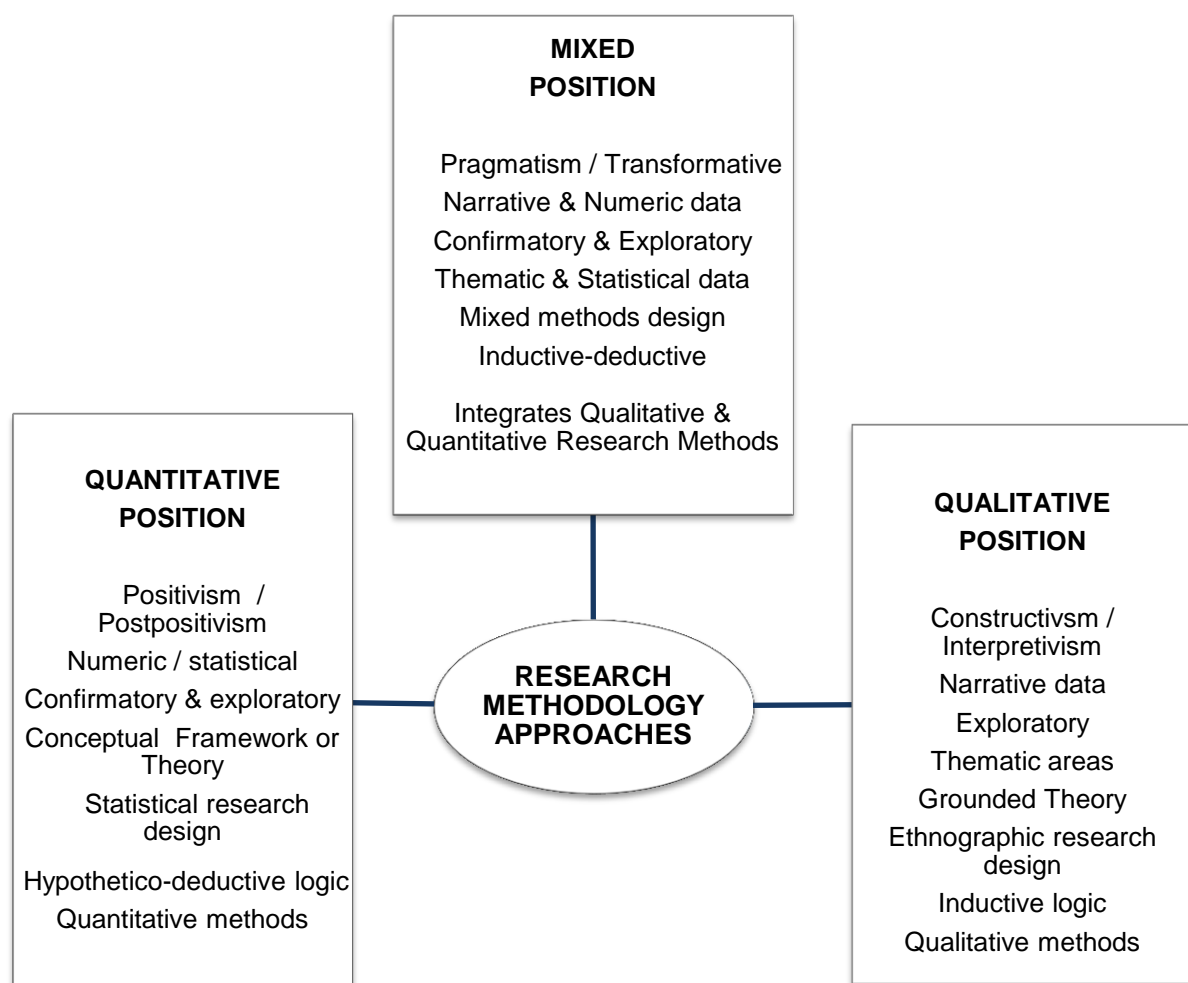 MIXED
POSITION
Pragmatism / Transformative
Narrative & Numeric data
Confirmatory & Exploratory
Thematic & Statistical data
Mixed methods design
Inductive-deductive
Integrates Qualitative &
Quantitative Research Methods
QUANTITATIVE
POSITION
Positivism /
Postpositivism
Numeric / statistical
Confirmatory & exploratory
Conceptual Framework or
Theory
Statistical research
design
Hypothetico-deductive logic
Quantitative methods
RESEARCH
METHODOLOGY
APPROACHES
QUALITATIVE
POSITION
Constructivsm /
Interpretivism
Narrative data
Exploratory
Thematic areas
Grounded Theory
Ethnographic research
design
Inductive logic
Qualitative methods